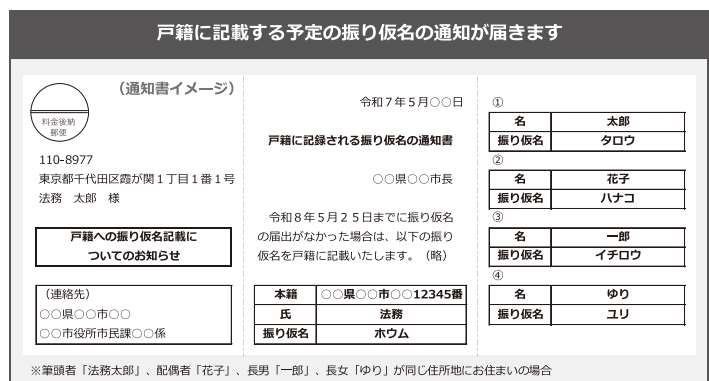 戸籍に記載する予定の振り仮名の通知が届きます
（通知書イメージ）
料金後納
郵便
110-8977
東京都千代田区霞が関１丁目１番１号
法務　太郎　様
戸籍への振り仮名記載に
ついてのお知らせ
（連絡先）
○○県○○市○○
○○市役所市民課○○係
令和７年５月○○日
戸籍に記録される振り仮名の通知書
○○県○○市長
令和８年５月２５日までに振り仮名
の届出がなかった場合は、以下の振り
仮名を戸籍に記載いたします。（略）
本籍　○○県○○市○○12345番
氏　法務
振り仮名　ホウム
①
名　太郎
振り仮名　タロウ
②
名　花子
振り仮名　ハナコ
③
名　一郎
振り仮名　イチロウ
④
名　ゆり
振り仮名　ユリ
※筆頭者「法務太郎」、配偶者「花子」、長男「一郎」、長女「ゆり」が同じ住所地にお住まいの場合